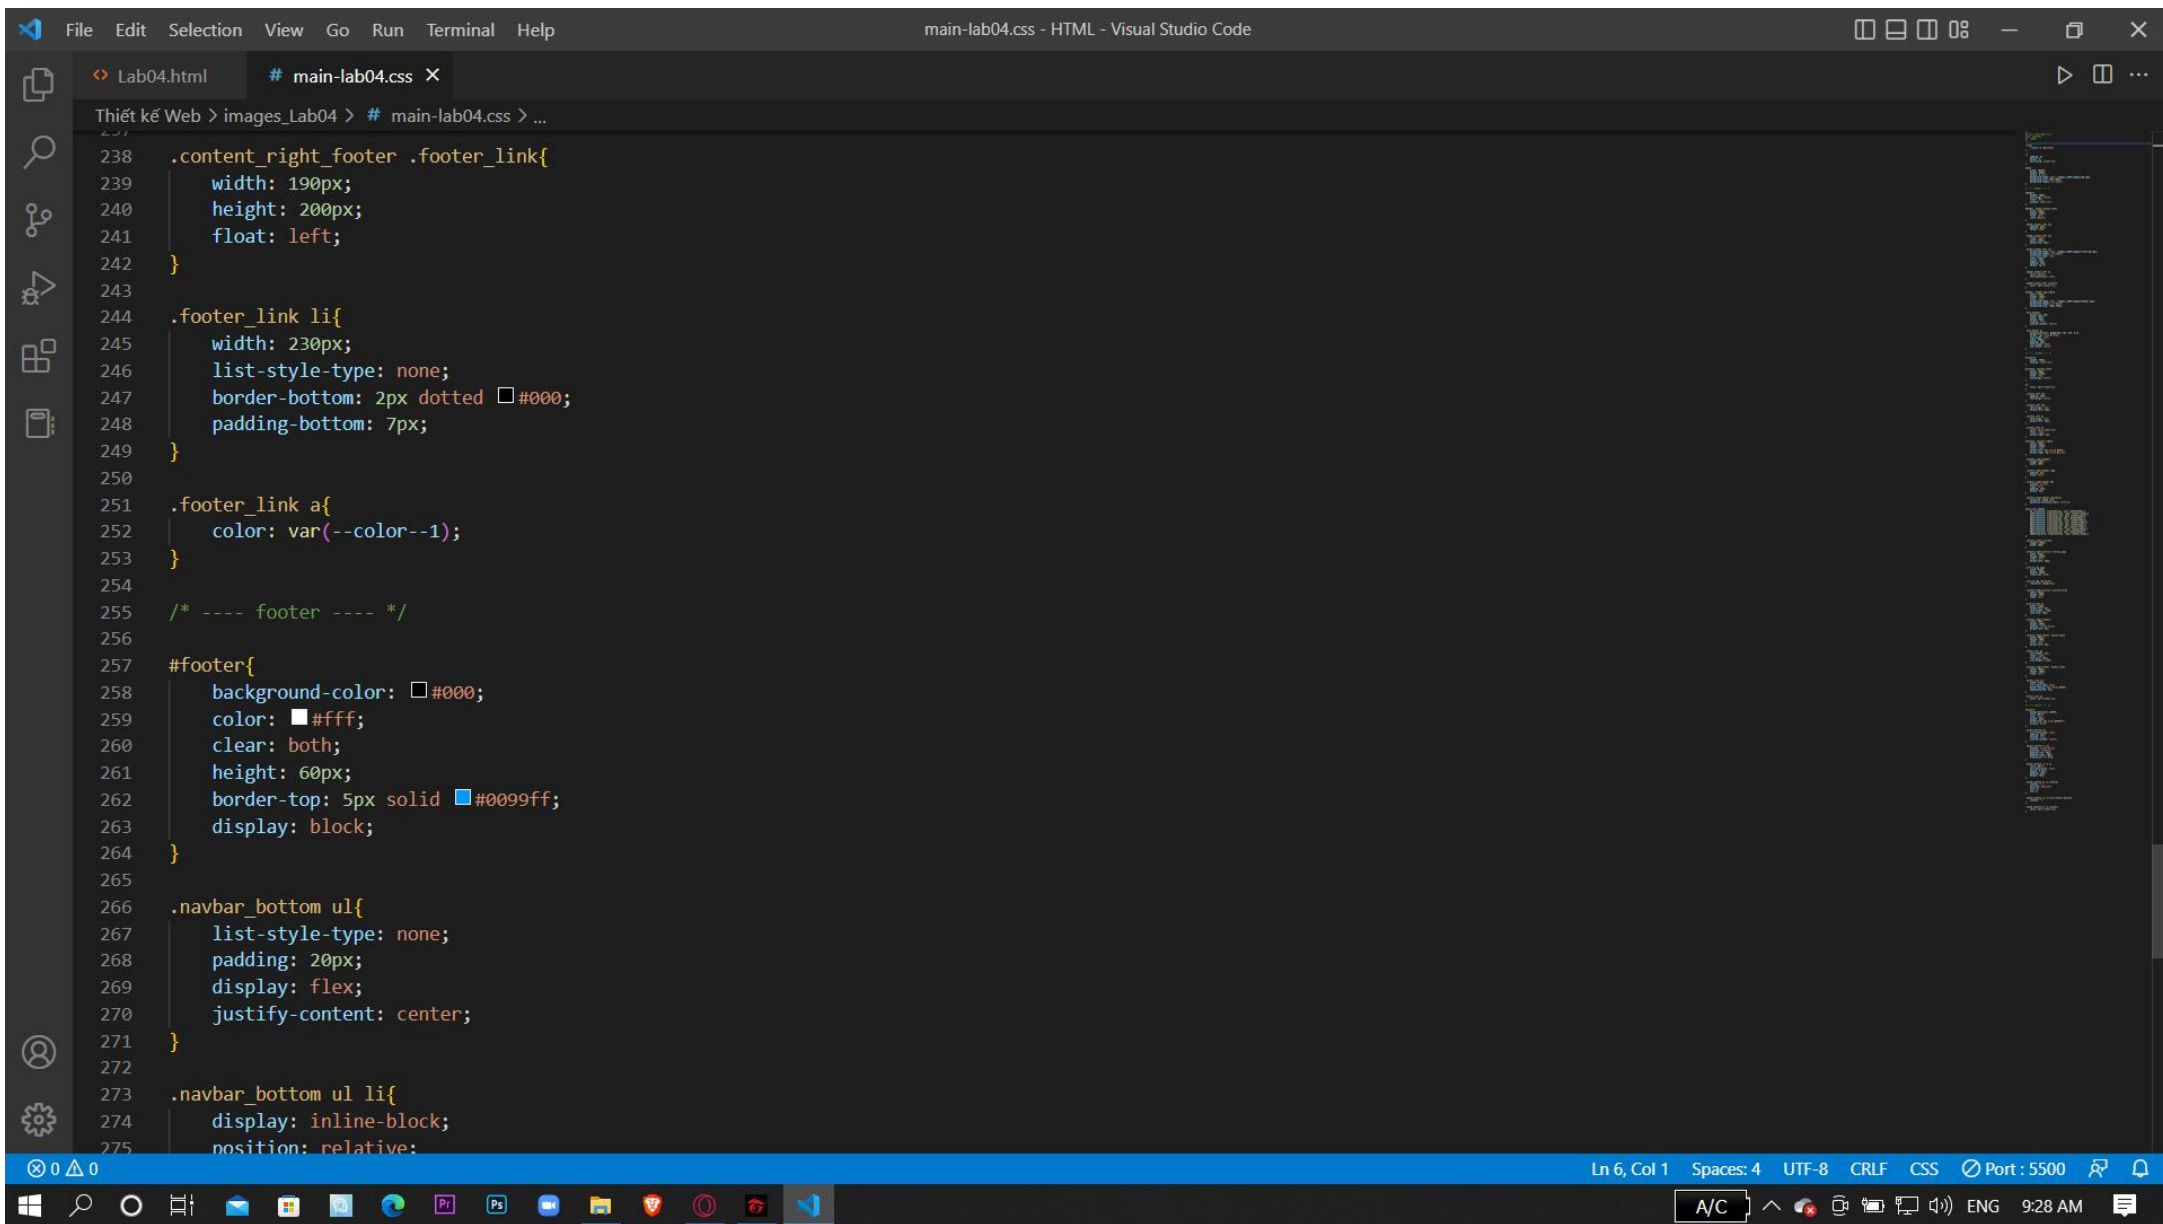 File Edit Selection View Go Run Terminal Help
main-lab04.css - HTML - Visual Studio Code
<> Lab04.html # main-lab04.css
Thiết kế Web > images_Lab04 > # main-lab04.css > ...
237
238 .content_right_footer .footer_link{
239 width: 190px;
240 height: 200px;
241 float: left;
242 }
243
244 .footer_link li{
245 width: 230px;
246 list-style-type: none;
247 border-bottom: 2px dotted #000;
248 padding-bottom: 7px;
249 }
250
251 .footer_link a{
252 color: var(--color--1);
253 }
254
255 /* ---- footer ---- */
256
257 #footer{
258 background-color: #000;
259 color: #fff;
260 clear: both;
261 height: 60px;
262 border-top: 5px solid #0099ff;
263 display: block;
264 }
265
266 .navbar_bottom ul{
267 list-style-type: none;
268 padding: 20px;
269 display: flex;
270 justify-content: center;
271 }
272
273 .navbar_bottom ul li{
274 display: inline-block;
275 position: relative;
0 0 Ln 6, Col 1 Spaces: 4 UTF-8 CRLF CSS Port : 5500
Pr Ps A/C ENG 9:28 AM